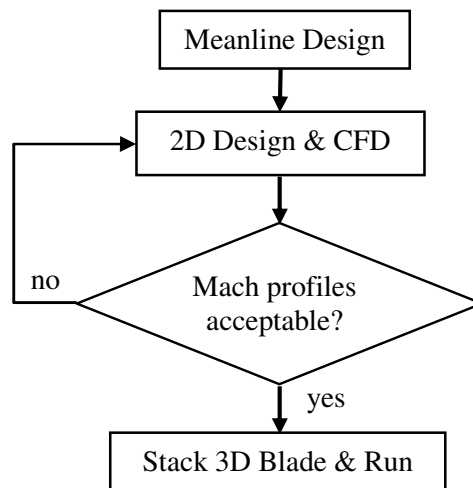 Meanline Design
2D Design & CFD
no
Mach profiles
acceptable?
yes
Stack 3D Blade & Run